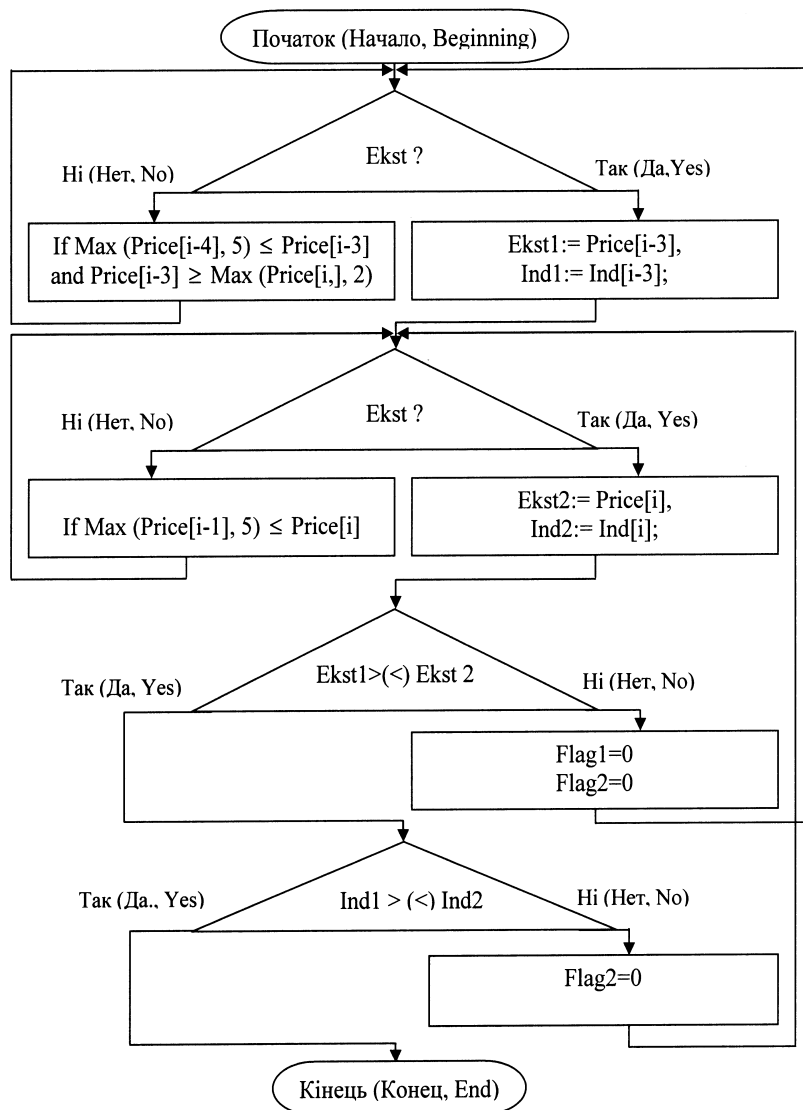 Початок (Начало, Beginning)
Ekst ?
Ні (Нет, No)
Так (Да,Yes)
If Max (Price[i-4], 5) ≤ Price[i-3]
and Price[i-3] ≥ Max (Price[i,], 2)
Ekst1:= Price[i-3],
Ind1:= Ind[i-3];
Ekst ?
Ні (Нет, No)
Так (Да, Yes)
If Max (Price[i-1], 5) ≤ Price[i]
Ekst2:= Price[i],
Ind2:= Ind[i];
Ekst1>(<) Ekst 2
Так (Да, Yes)
Ні (Нет, No)
Flag1=0
Flag2=0
Так (Да., Yes)
Ind1 > (<) Ind2
Ні (Нет, No)
Flag2=0
Кінець (Конец, End)